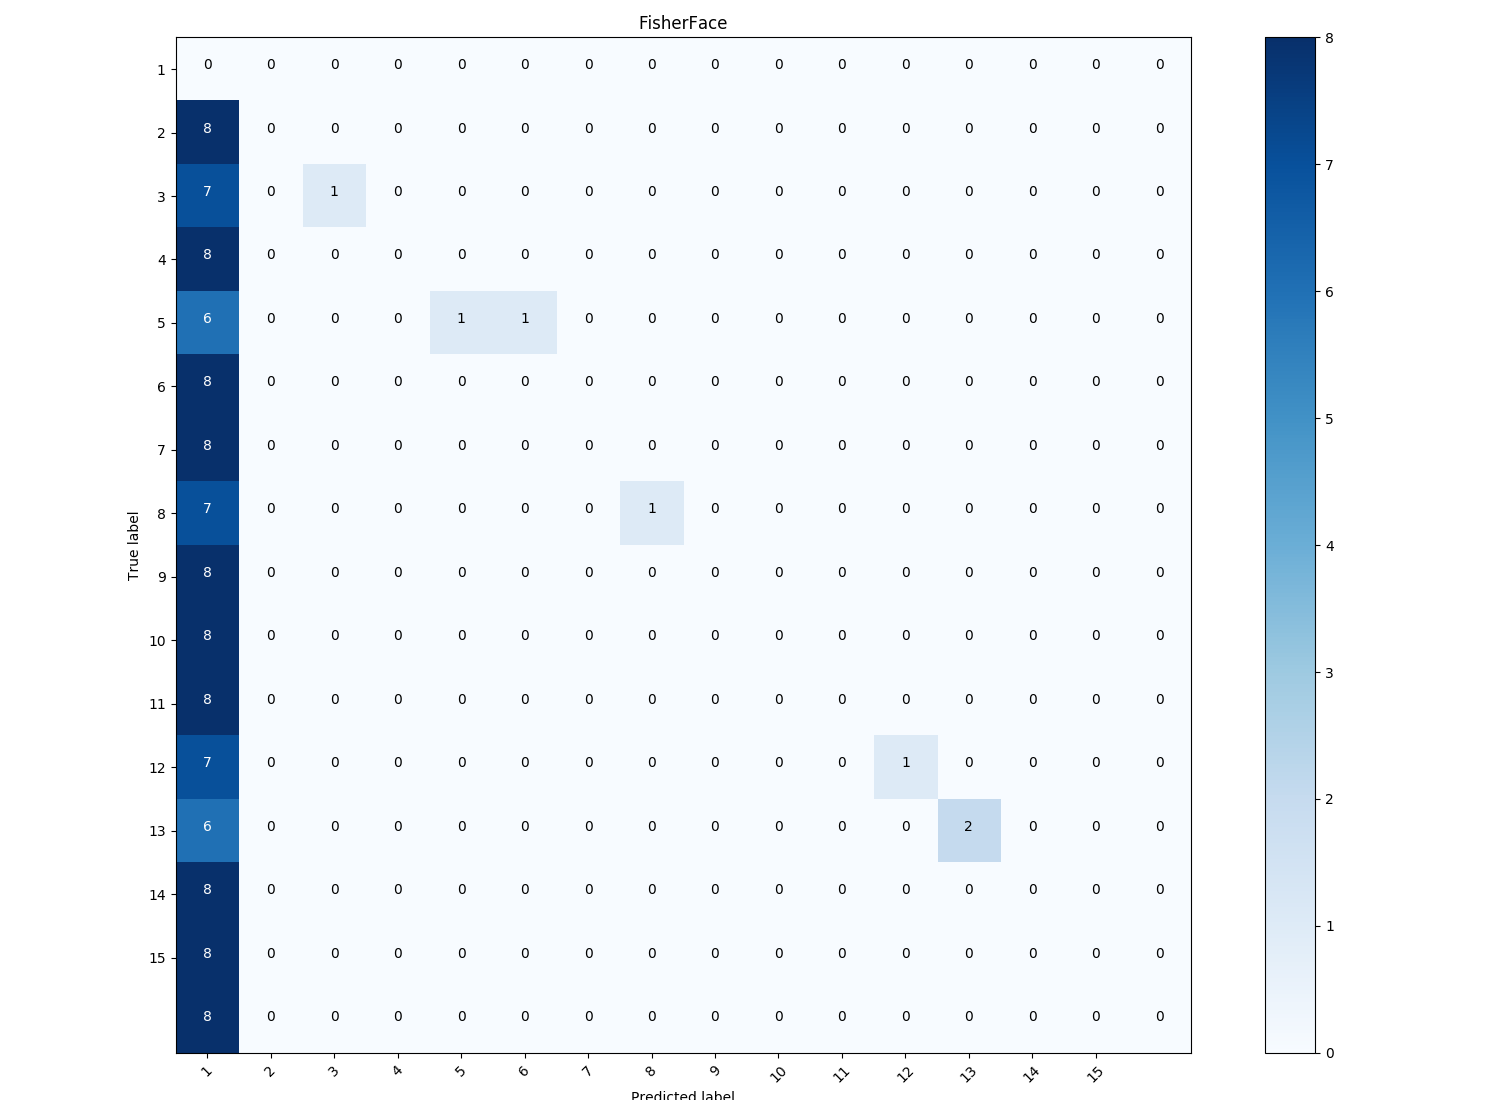 FisherFace
1 0 0 0 0 0 0 0 0 0 0 0 0 0 0 0 0 8
2 8 0 0 0 0 0 0 0 0 0 0 0 0 0 0 0
3 7 0 1 0 0 0 0 0 0 0 0 0 0 0 0 0 7
4 8 0 0 0 0 0 0 0 0 0 0 0 0 0 0 0
5 6 0 0 0 1 1 0 0 0 0 0 0 0 0 0 0 6
6 8 0 0 0 0 0 0 0 0 0 0 0 0 0 0 0
7 8 0 0 0 0 0 0 0 0 0 0 0 0 0 0 0 5
8 7 0 0 0 0 0 0 1 0 0 0 0 0 0 0 0
True label
9 8 0 0 0 0 0 0 0 0 0 0 0 0 0 0 0 4
10 8 0 0 0 0 0 0 0 0 0 0 0 0 0 0 0
11 8 0 0 0 0 0 0 0 0 0 0 0 0 0 0 0 3
12 7 0 0 0 0 0 0 0 0 0 0 1 0 0 0 0
13 6 0 0 0 0 0 0 0 0 0 0 0 2 0 0 0 2
14 8 0 0 0 0 0 0 0 0 0 0 0 0 0 0 0
15 8 0 0 0 0 0 0 0 0 0 0 0 0 0 0 0 1
8 0 0 0 0 0 0 0 0 0 0 0 0 0 0 0 0
1 2 3 4 5 6 7 8 9 10 11 12 13 14 15
Predicted label